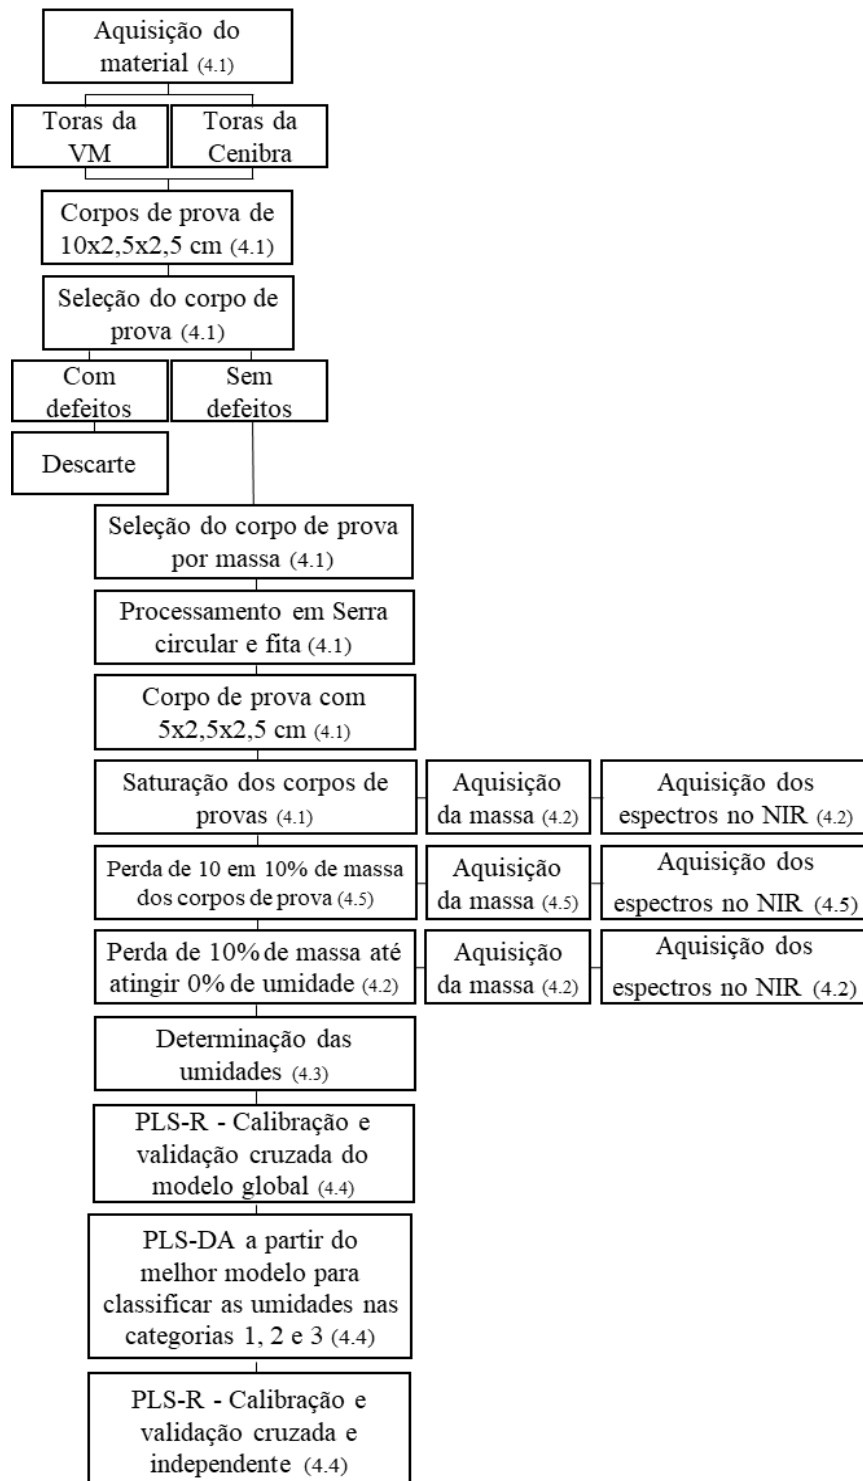 Aquisição do
material (4.1)
Toras da
VM
Toras da
Cenibra
Corpos de prova de
10x2,5x2,5 cm (4.1)
Seleção do corpo de
prova (4.1)
Com
defeitos
Sem
defeitos
Descarte
Seleção do corpo de prova
por massa (4.1)
Processamento em Serra
circular e fita (4.1)
Corpo de prova com
5x2,5x2,5 cm (4.1)
Saturação dos corpos de
provas (4.1)
Aquisição
da massa (4.2)
Aquisição dos
espectros no NIR (4.2)
Perda de 10 em 10% de massa
dos corpos de prova (4.5)
Aquisição
da massa (4.5)
Aquisição dos
espectros no NIR (4.5)
Perda de 10% de massa até
atingir 0% de umidade (4.2)
Aquisição
da massa (4.2)
Aquisição dos
espectros no NIR (4.2)
Determinação das
umidades (4.3)
PLS-R - Calibração e
validação cruzada do
modelo global (4.4)
PLS-DA a partir do
melhor modelo para
classificar as umidades nas
categorias 1, 2 e 3 (4.4)
PLS-R - Calibração e
validação cruzada e
independente (4.4)